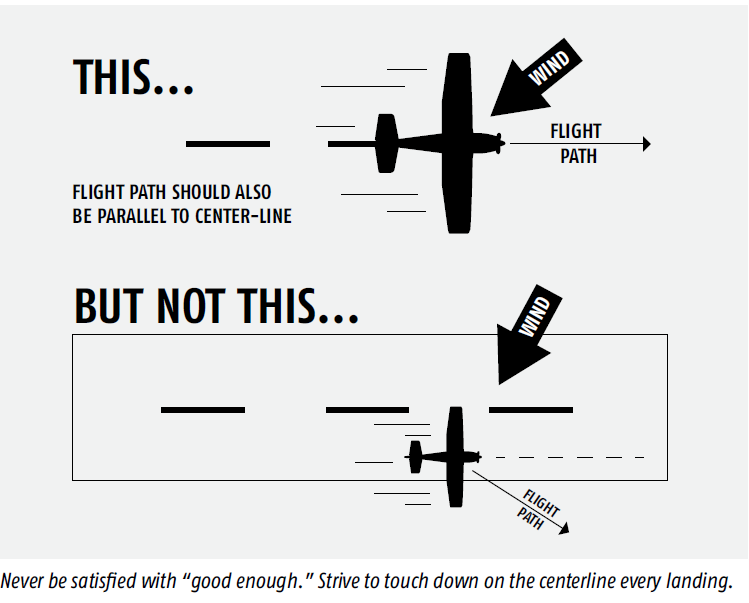 THIS...
WIND
FLIGHT
PATH
FLIGHT PATH SHOULD ALSO
BE PARALLEL TO CENTER-LINE
BUT NOT THIS...
WIND
FLIGHT
PATH
Never be satisfied with “good enough.” Strive to touch down on the centerline every landing.